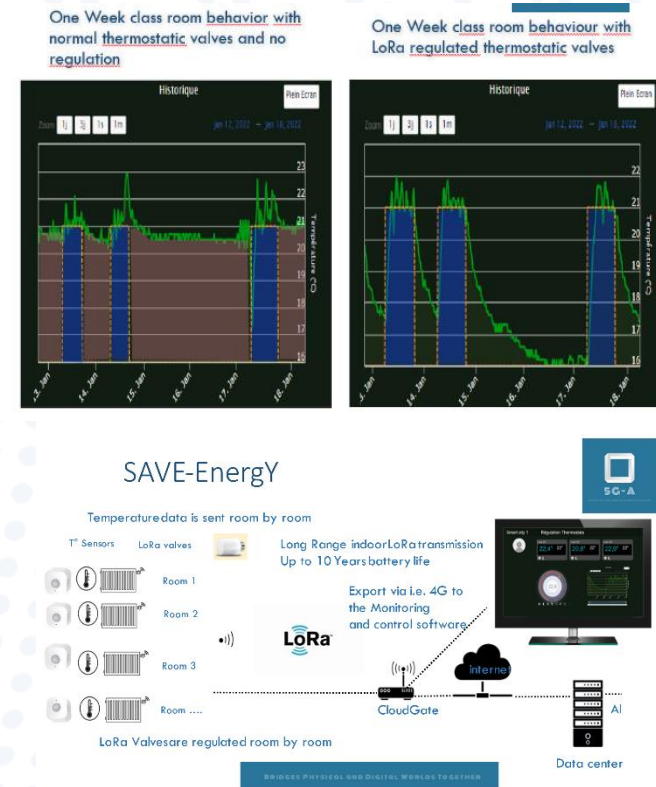 One Week class room behavior with
normal thermostatic valves and no
regulation
One Week class room behaviour with
LoRa regulated thermostatic valves
Historique
Plein Ecran
Zoom 1j 3j 1s 1m
Jan 12, 2022 → Jan 18, 2022
23
22
21
20
19
18
17
16
Température (°C)
3. Jan
14. Jan
15. Jan
16. Jan
17. Jan
18. Jan
Historique
Plein Ecran
Zoom 1j 3j 1s 1m
Jan 12, 2022 → Jan 18, 2022
22
21
20
19
18
17
16
Température (°C)
3. Jan
14. Jan
15. Jan
16. Jan
17. Jan
18. Jan
SAVE-EnergY
5G-A
Temperaturedata is sent room by room
T° Sensors
LoRa valves
Long Range indoorLoRatransmission
Up to 10 Yearsbattery life
Room 1
Room 2
Room 3
Room ....
Export via i.e. 4G to
the Monitoring
and control software
LoRa
internet
CloudGate
AI
Data center
LoRa Valvesare regulated room by room
BRIDGES PHYSICAL AND DIGITAL WORLDS TOGETHER